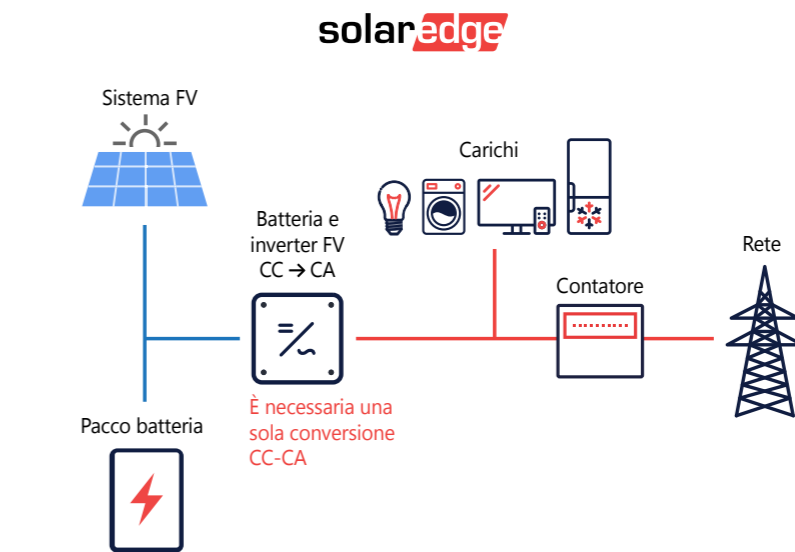 solaredge
Sistema FV
Carichi
Batteria e
inverter FV
CC → CA
Rete
Contatore
È necessaria una
sola conversione
CC-CA
Pacco batteria